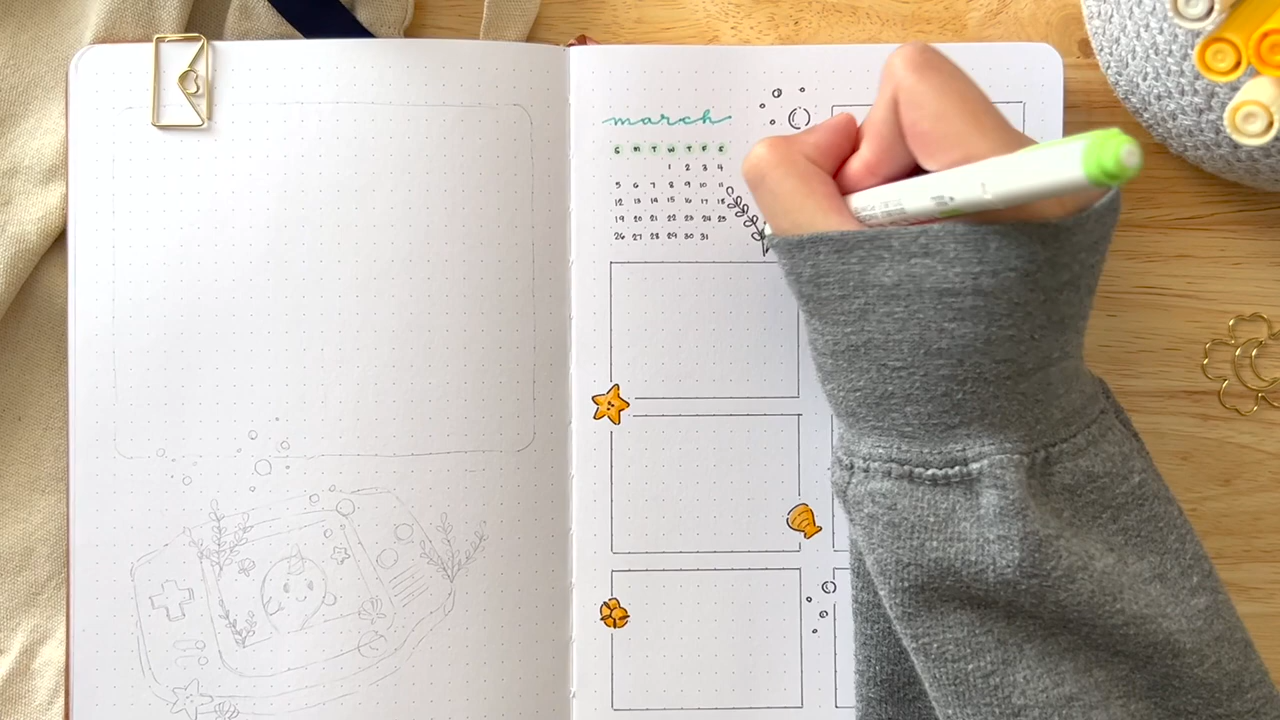 march
S M T W T F S
1 2 3 4
5 6 7 8 9 10 11
12 13 14 15 16 17 18
19 20 21 22 23 24 25
26 27 28 29 30 31